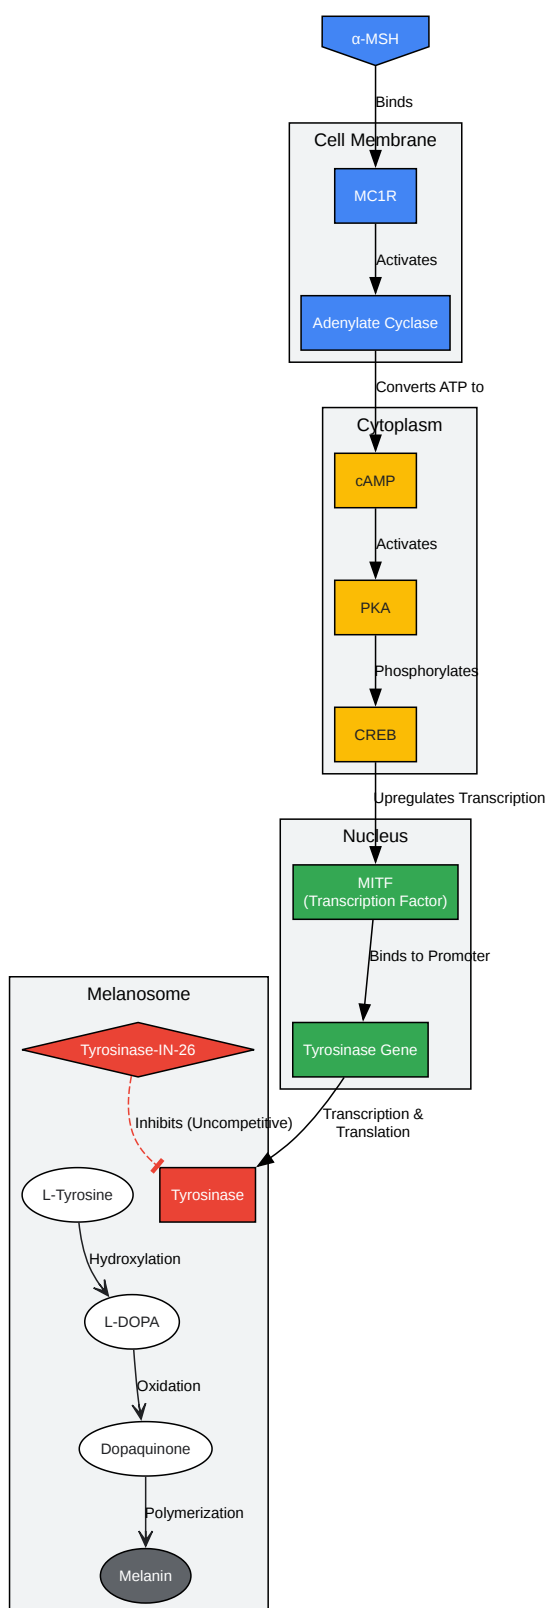 α-MSH
Binds
Cell Membrane
MC1R
Activates
Adenylate Cyclase
Converts ATP to
Cytoplasm
cAMP
Activates
PKA
Phosphorylates
CREB
Upregulates Transcription
Nucleus
MITF
(Transcription Factor)
Binds to Promoter
Tyrosinase Gene
Transcription &
Translation
Melanosome
Tyrosinase-IN-26
Inhibits (Uncompetitive)
Tyrosinase
L-Tyrosine
Hydroxylation
L-DOPA
Oxidation
Dopaquinone
Polymerization
Melanin